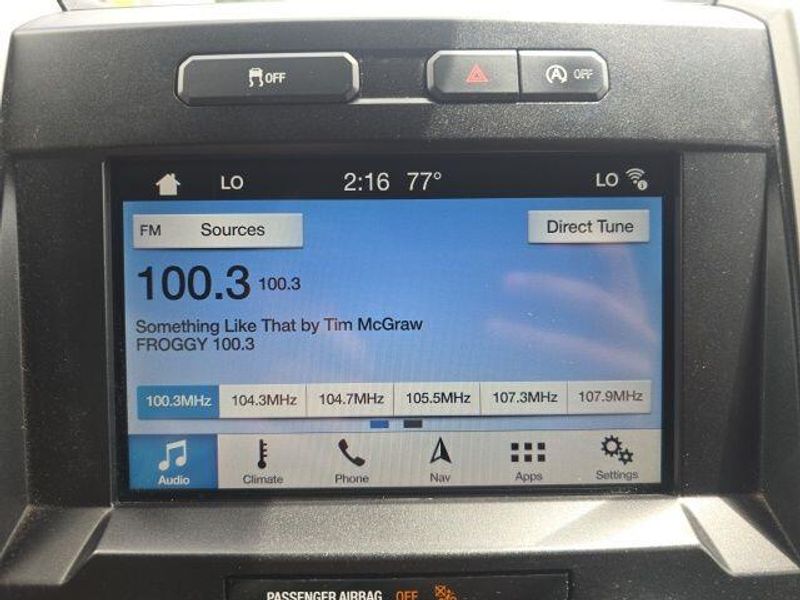 OFF
A OFF
LO 2:16 77° LO
FM Sources Direct Tune
100.3 100.3
Something Like That by Tim McGraw
FROGGY 100.3
100.3MHz 104.3MHz 104.7MHz 105.5MHz 107.3MHz 107.9MHz
Audio Climate Phone Nav Apps Settings
PASSENGER AIRBAG OFF